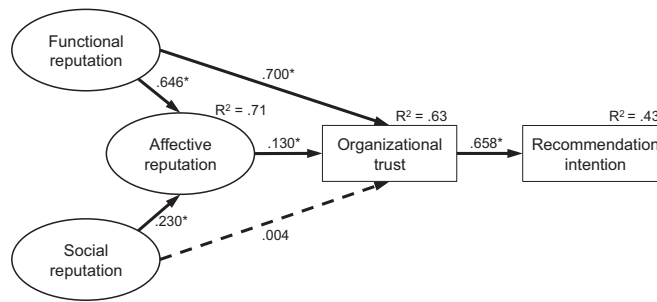 Functional
reputation
.700*
.646*
R² = .71
R² = .63
R² = .43
Affective
reputation
.130*
Organizational
trust
.658*
Recommendation
intention
.230*
.004
Social
reputation